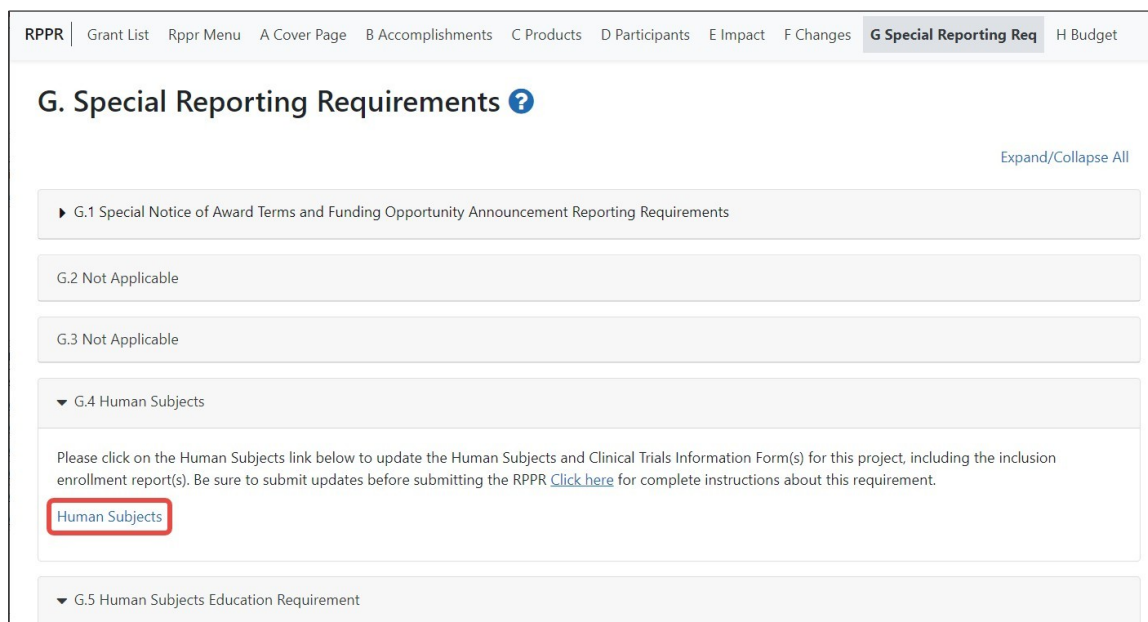 RPPR Grant List Rppr Menu A Cover Page B Accomplishments C Products D Participants E Impact F Changes G Special Reporting Req H Budget
G. Special Reporting Requirements ?
Expand/Collapse All
G.1 Special Notice of Award Terms and Funding Opportunity Announcement Reporting Requirements
G.2 Not Applicable
G.3 Not Applicable
G.4 Human Subjects
Please click on the Human Subjects link below to update the Human Subjects and Clinical Trials Information Form(s) for this project, including the inclusion
enrollment report(s). Be sure to submit updates before submitting the RPPR Click here for complete instructions about this requirement.
Human Subjects
G.5 Human Subjects Education Requirement